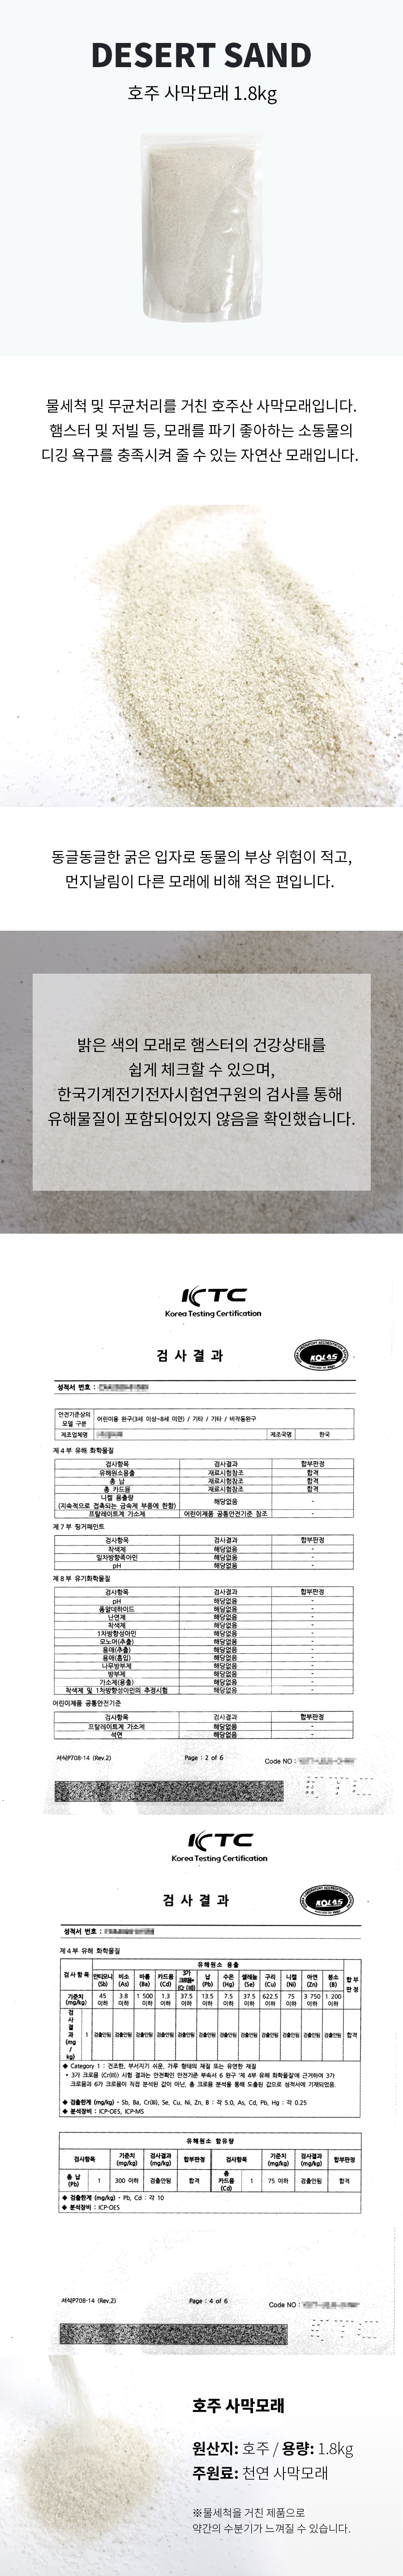 DESERT SAND
호주 사막모래 1.8kg
물세척 및 무균처리를 거친 호주산 사막모래입니다.
햄스터 및 저빌 등, 모래를 파기 좋아하는 소동물의
디깅 욕구를 충족시켜 줄 수 있는 자연산 모래입니다.
동글동글한 굵은 입자로 동물의 부상 위험이 적고,
먼지날림이 다른 모래에 비해 적은 편입니다.
밝은 색의 모래로 햄스터의 건강상태를
쉽게 체크할 수 있으며,
한국기계전기전자시험연구원의 검사를 통해
유해물질이 포함되어있지 않음을 확인했습니다.
KTC
Korea Testing Certification
검 사 결 과
KOLAS
성적서 번호 :
안전기준상의 모델 구분 어린이용 완구(3세 이상~8세 미만) / 기타 / 기타 / 비작동완구
제조업체명 제조국명 한국
제 4 부 유해 화학물질
검사항목 검사결과 합부판정
유해원소용출 재료시험참조 합격
총 납 재료시험참조 합격
총 카드뮴 재료시험참조 합격
니켈 용출량
(지속적으로 접촉되는 금속제 부품에 한함) 해당없음 -
프탈레이트계 가소제 어린이제품 공통안전기준 참조 -
제 7 부 핑거페인트
검사항목 검사결과 합부판정
착색제 해당없음 -
일차방향족아민 해당없음 -
pH 해당없음 -
제 8 부 유기화학물질
검사항목 검사결과 합부판정
pH 해당없음 -
폼알데하이드 해당없음 -
난연제 해당없음 -
착색제 해당없음 -
1차방향성아민 해당없음 -
모노머(추출) 해당없음 -
용매(추출) 해당없음 -
용매(흡입) 해당없음 -
나무방부제 해당없음 -
방부제 해당없음 -
가소제(용출) 해당없음 -
착색제 및 1차방향성아민의 추경시험 해당없음 -
어린이제품 공통안전기준
검사항목 검사결과 합부판정
프탈레이트계 가소제 해당없음 -
석면 해당없음 -
서식P708-14 (Rev.2) Page : 2 of 6 Code NO :
KTC
KTC
Korea Testing Certification
검 사 결 과
KOLAS
성적서 번호 :
제 4 부 유해 화학물질
유해원소 용출
검 사 항 목 안티모니 (Sb) 비소 (As) 바륨 (Ba) 카드뮴 (Cd) 3가 크로뮴* (Cr (Ⅲ)) 납 (Pb) 수은 (Hg) 셀레늄 (Se) 구리 (Cu) 니켈 (Ni) 아연 (Zn) 붕소 (B) 합부 판정
기준치 (mg/kg) 45 이하 3.8 이하 1 500 이하 1.3 이하 37.5 이하 13.5 이하 7.5 이하 37.5 이하 622.5 이하 75 이하 3 750 이하 1 200 이하
검사결과 (mg/kg) 1 검출안됨 검출안됨 검출안됨 검출안됨 검출안됨 검출안됨 검출안됨 검출안됨 검출안됨 검출안됨 검출안됨 검출안됨 합격
◆ Category 1 : 건조한, 부서지기 쉬운, 가루 형태의 재질 또는 유연한 재질
* 3가 크로뮴 (Cr(Ⅲ)) 시험 결과는 안전확인 안전기준 부속서 6 완구 '제 4부 유해 화학물질'에 근거하여 3가
크로뮴과 6가 크로뮴이 직접 분석된 값이 아닌, 총 크로뮴 분석을 통해 도출된 값으로 성적서에 기재되었음.
◆ 검출한계 (mg/kg) - Sb, Ba, Cr(Ⅲ), Se, Cu, Ni, Zn, B : 각 5.0, As, Cd, Pb, Hg : 각 0.25
◆ 분석장비 : ICP-OES, ICP-MS
유해원소 함유량
검사항목 기준치 (mg/kg) 검사결과 (mg/kg) 합부판정 검사항목 기준치 (mg/kg) 검사결과 (mg/kg) 합부판정
총 납 (Pb) 1 300 이하 검출안됨 합격 총 카드뮴 (Cd) 1 75 이하 검출안됨 합격
◆ 검출한계 (mg/kg) - Pb, Cd : 각 10
◆ 분석장비 : ICP-OES
서식P708-14 (Rev.2) Page : 4 of 6 Code NO :
KTC
호주 사막모래
원산지: 호주 / 용량: 1.8kg
주원료: 천연 사막모래
※물세척을 거친 제품으로
약간의 수분기가 느껴질 수 있습니다.